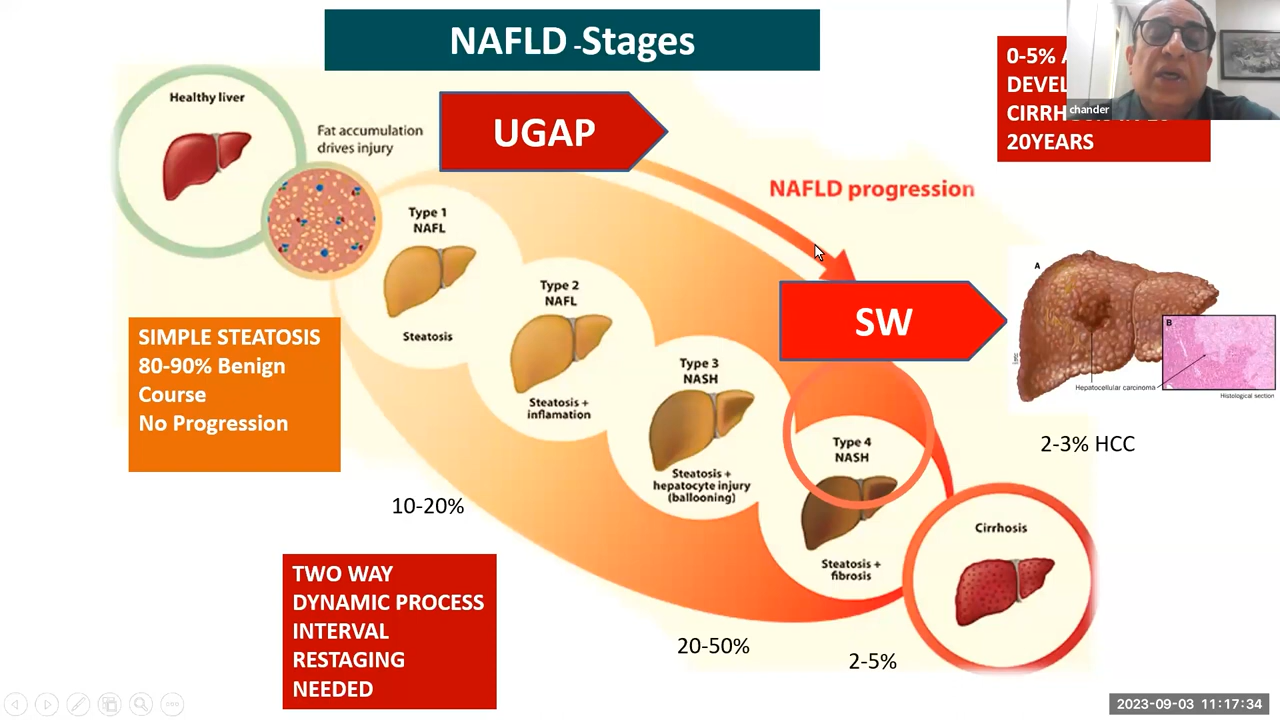 NAFLD -Stages
Healthy liver
Fat accumulation
drives injury
UGAP
0-5%
DEVEL
CIRRH
20YEARS
chander
NAFLD progression
Type 1
NAFL
Steatosis
Type 2
NAFL
Steatosis +
inflamation
SW
A
B
Hepatocellular carcinoma
Histological section
SIMPLE STEATOSIS
80-90% Benign
Course
No Progression
Type 3
NASH
Steatosis +
hepatocyte injury
(ballooning)
2-3% HCC
Type 4
NASH
Steatosis +
fibrosis
10-20%
Cirrhosis
TWO WAY
DYNAMIC PROCESS
INTERVAL
RESTAGING
NEEDED
20-50%
2-5%
2023-09-03 11:17:34